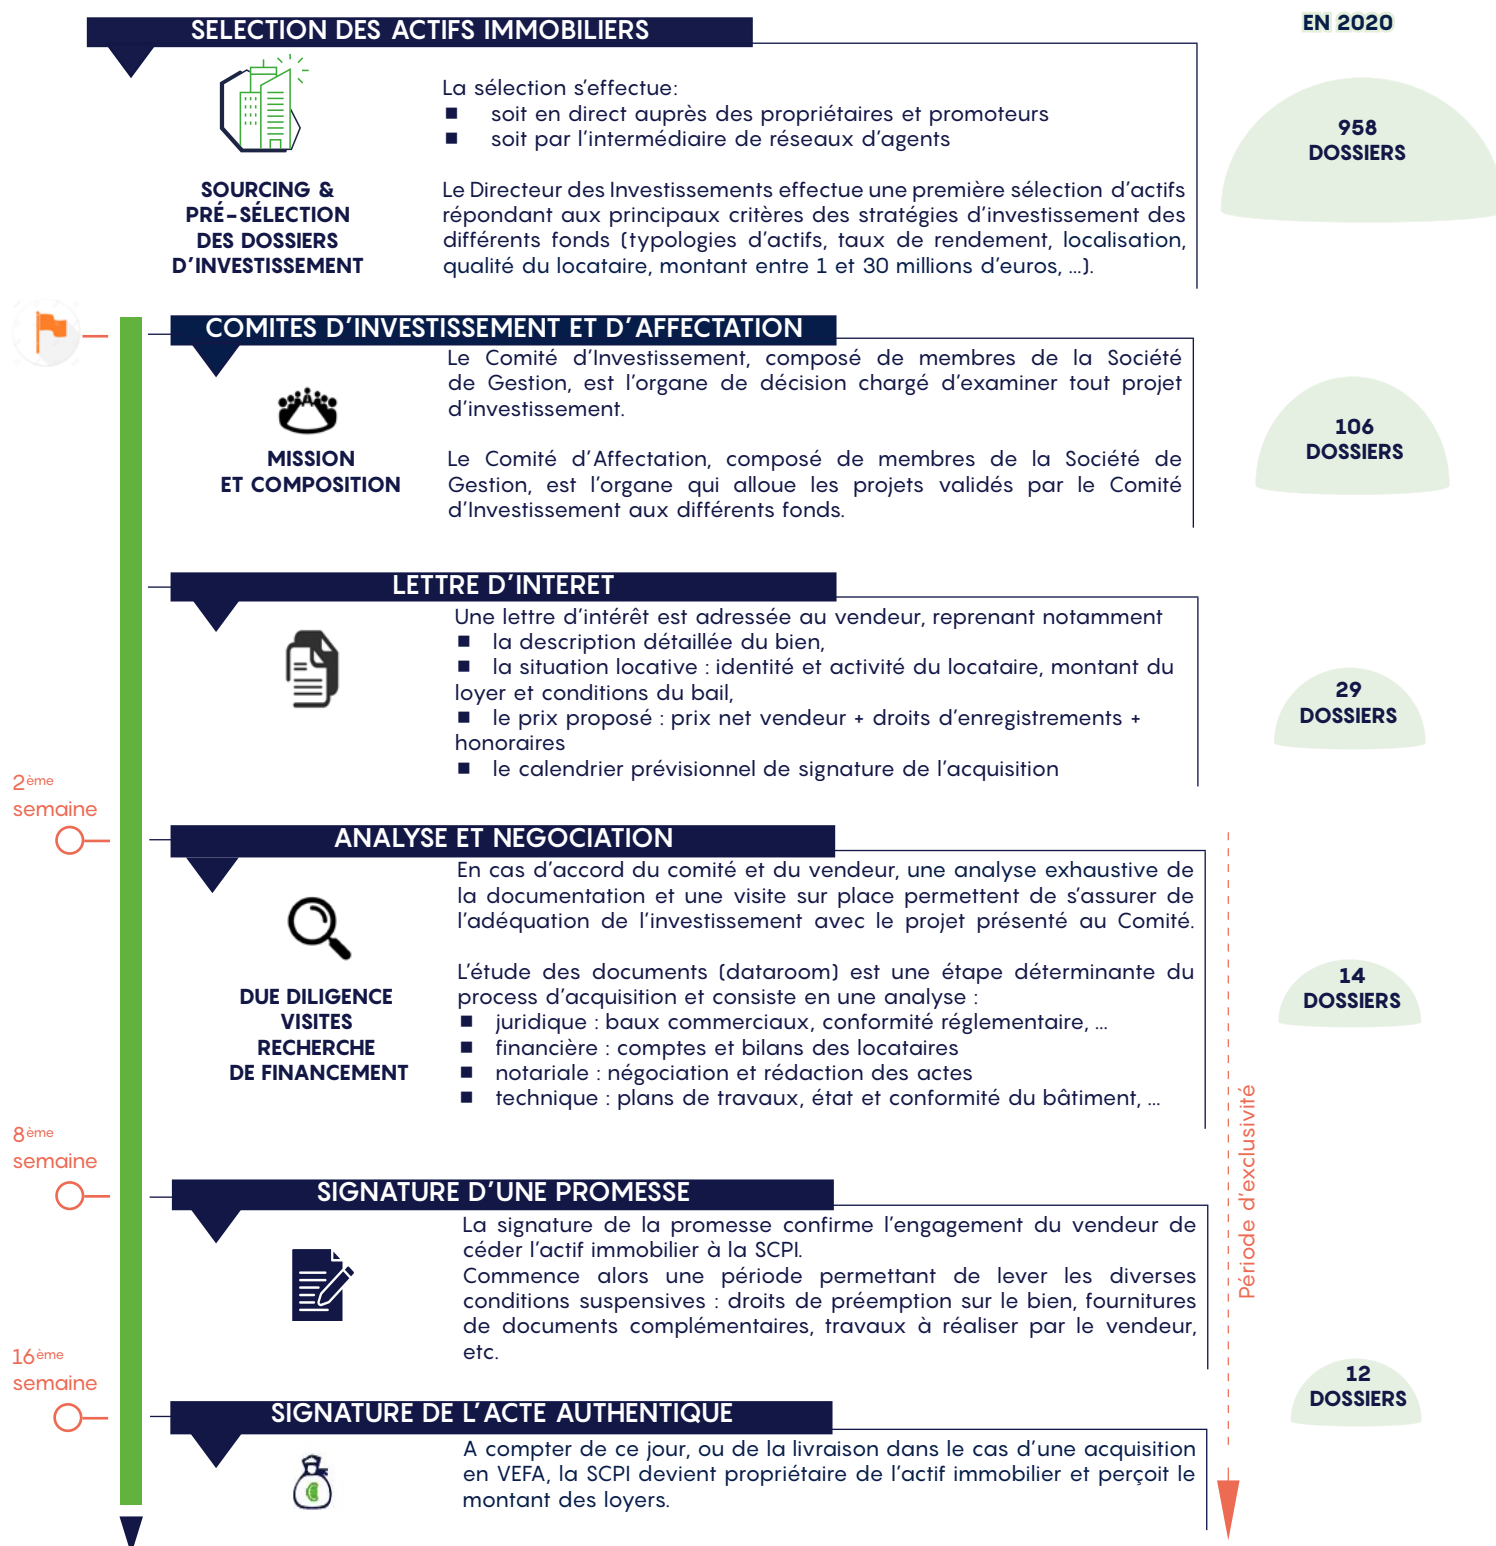 SELECTION DES ACTIFS IMMOBILIERS
EN 2020
La sélection s'effectue:
■ soit en direct auprès des propriétaires et promoteurs
■ soit par l'intermédiaire de réseaux d'agents
958
DOSSIERS
SOURCING &
PRÉ-SÉLECTION
DES DOSSIERS
D'INVESTISSEMENT
Le Directeur des Investissements effectue une première sélection d'actifs
répondant aux principaux critères des stratégies d'investissement des
différents fonds (typologies d'actifs, taux de rendement, localisation,
qualité du locataire, montant entre 1 et 30 millions d'euros, ...).
COMITES D'INVESTISSEMENT ET D'AFFECTATION
Le Comité d'Investissement, composé de membres de la Société
de Gestion, est l'organe de décision chargé d'examiner tout projet
d'investissement.
MISSION
ET COMPOSITION
Le Comité d'Affectation, composé de membres de la Société de
Gestion, est l'organe qui alloue les projets validés par le Comité
d'Investissement aux différents fonds.
106
DOSSIERS
LETTRE D'INTERET
Une lettre d'intérêt est adressée au vendeur, reprenant notamment
■ la description détaillée du bien,
■ la situation locative : identité et activité du locataire, montant du
loyer et conditions du bail,
■ le prix proposé : prix net vendeur + droits d'enregistrements +
honoraires
■ le calendrier prévisionnel de signature de l'acquisition
29
DOSSIERS
2ème
semaine
ANALYSE ET NEGOCIATION
En cas d'accord du comité et du vendeur, une analyse exhaustive de
la documentation et une visite sur place permettent de s'assurer de
l'adéquation de l'investissement avec le projet présenté au Comité.
DUE DILIGENCE
VISITES
RECHERCHE
DE FINANCEMENT
L'étude des documents (dataroom) est une étape déterminante du
process d'acquisition et consiste en une analyse :
■ juridique : baux commerciaux, conformité réglementaire, ...
■ financière : comptes et bilans des locataires
■ notariale : négociation et rédaction des actes
■ technique : plans de travaux, état et conformité du bâtiment, ...
14
DOSSIERS
Période d'exclusivité
8ème
semaine
SIGNATURE D'UNE PROMESSE
La signature de la promesse confirme l'engagement du vendeur de
céder l'actif immobilier à la SCPI.
Commence alors une période permettant de lever les diverses
conditions suspensives : droits de préemption sur le bien, fournitures
de documents complémentaires, travaux à réaliser par le vendeur,
etc.
16ème
semaine
12
DOSSIERS
SIGNATURE DE L'ACTE AUTHENTIQUE
A compter de ce jour, ou de la livraison dans le cas d'une acquisition
en VEFA, la SCPI devient propriétaire de l'actif immobilier et perçoit le
montant des loyers.